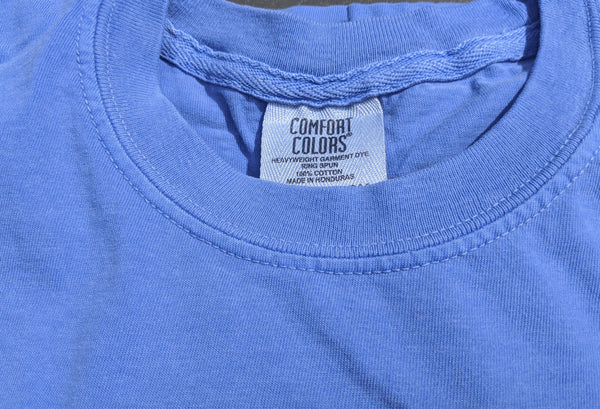 COMFORT
COLORS
HEAVYWEIGHT GARMENT DYE
RING SPUN
100% COTTON
MADE IN HONDURAS